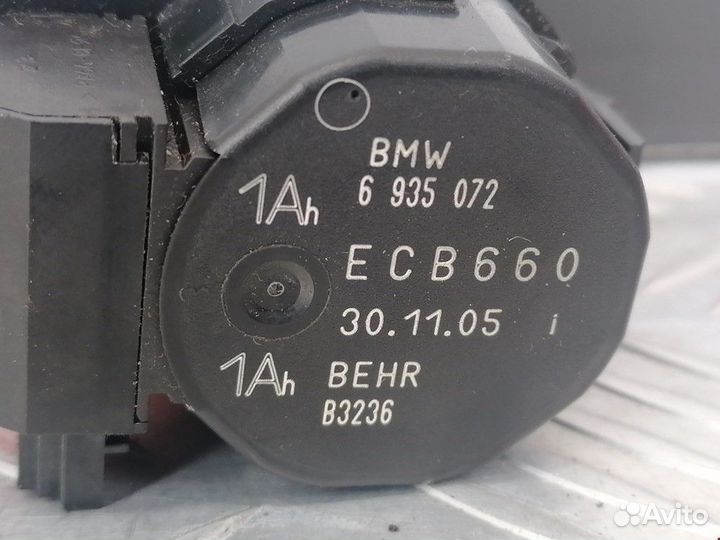 BMW
6 935 072
1Ah
ECB660
30.11.05 i
1Ah BEHR
B3236
Avito